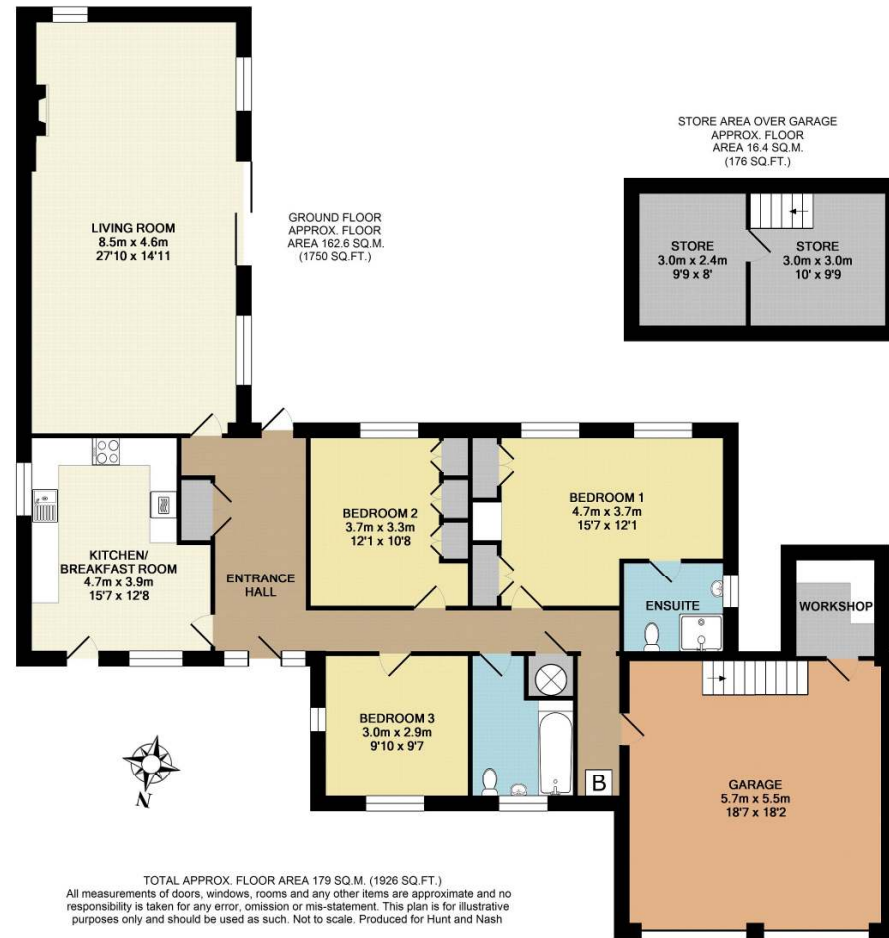 STORE AREA OVER GARAGE
APPROX. FLOOR
AREA 16.4 SQ.M.
(176 SQ.FT.)
STORE
3.0m x 2.4m
9'9 x 8'
STORE
3.0m x 3.0m
10' x 9'9
GROUND FLOOR
APPROX. FLOOR
AREA 162.6 SQ.M.
(1750 SQ.FT.)
LIVING ROOM
8.5m x 4.6m
27'10 x 14'11
KITCHEN/
BREAKFAST ROOM
4.7m x 3.9m
15'7 x 12'8
ENTRANCE
HALL
BEDROOM 2
3.7m x 3.3m
12'1 x 10'8
BEDROOM 1
4.7m x 3.7m
15'7 x 12'1
ENSUITE
WORKSHOP
BEDROOM 3
3.0m x 2.9m
9'10 x 9'7
B
GARAGE
5.7m x 5.5m
18'7 x 18'2
N
TOTAL APPROX. FLOOR AREA 179 SQ.M. (1926 SQ.FT.)
All measurements of doors, windows, rooms and any other items are approximate and no
responsibility is taken for any error, omission or mis-statement. This plan is for illustrative
purposes only and should be used as such. Not to scale. Produced for Hunt and Nash